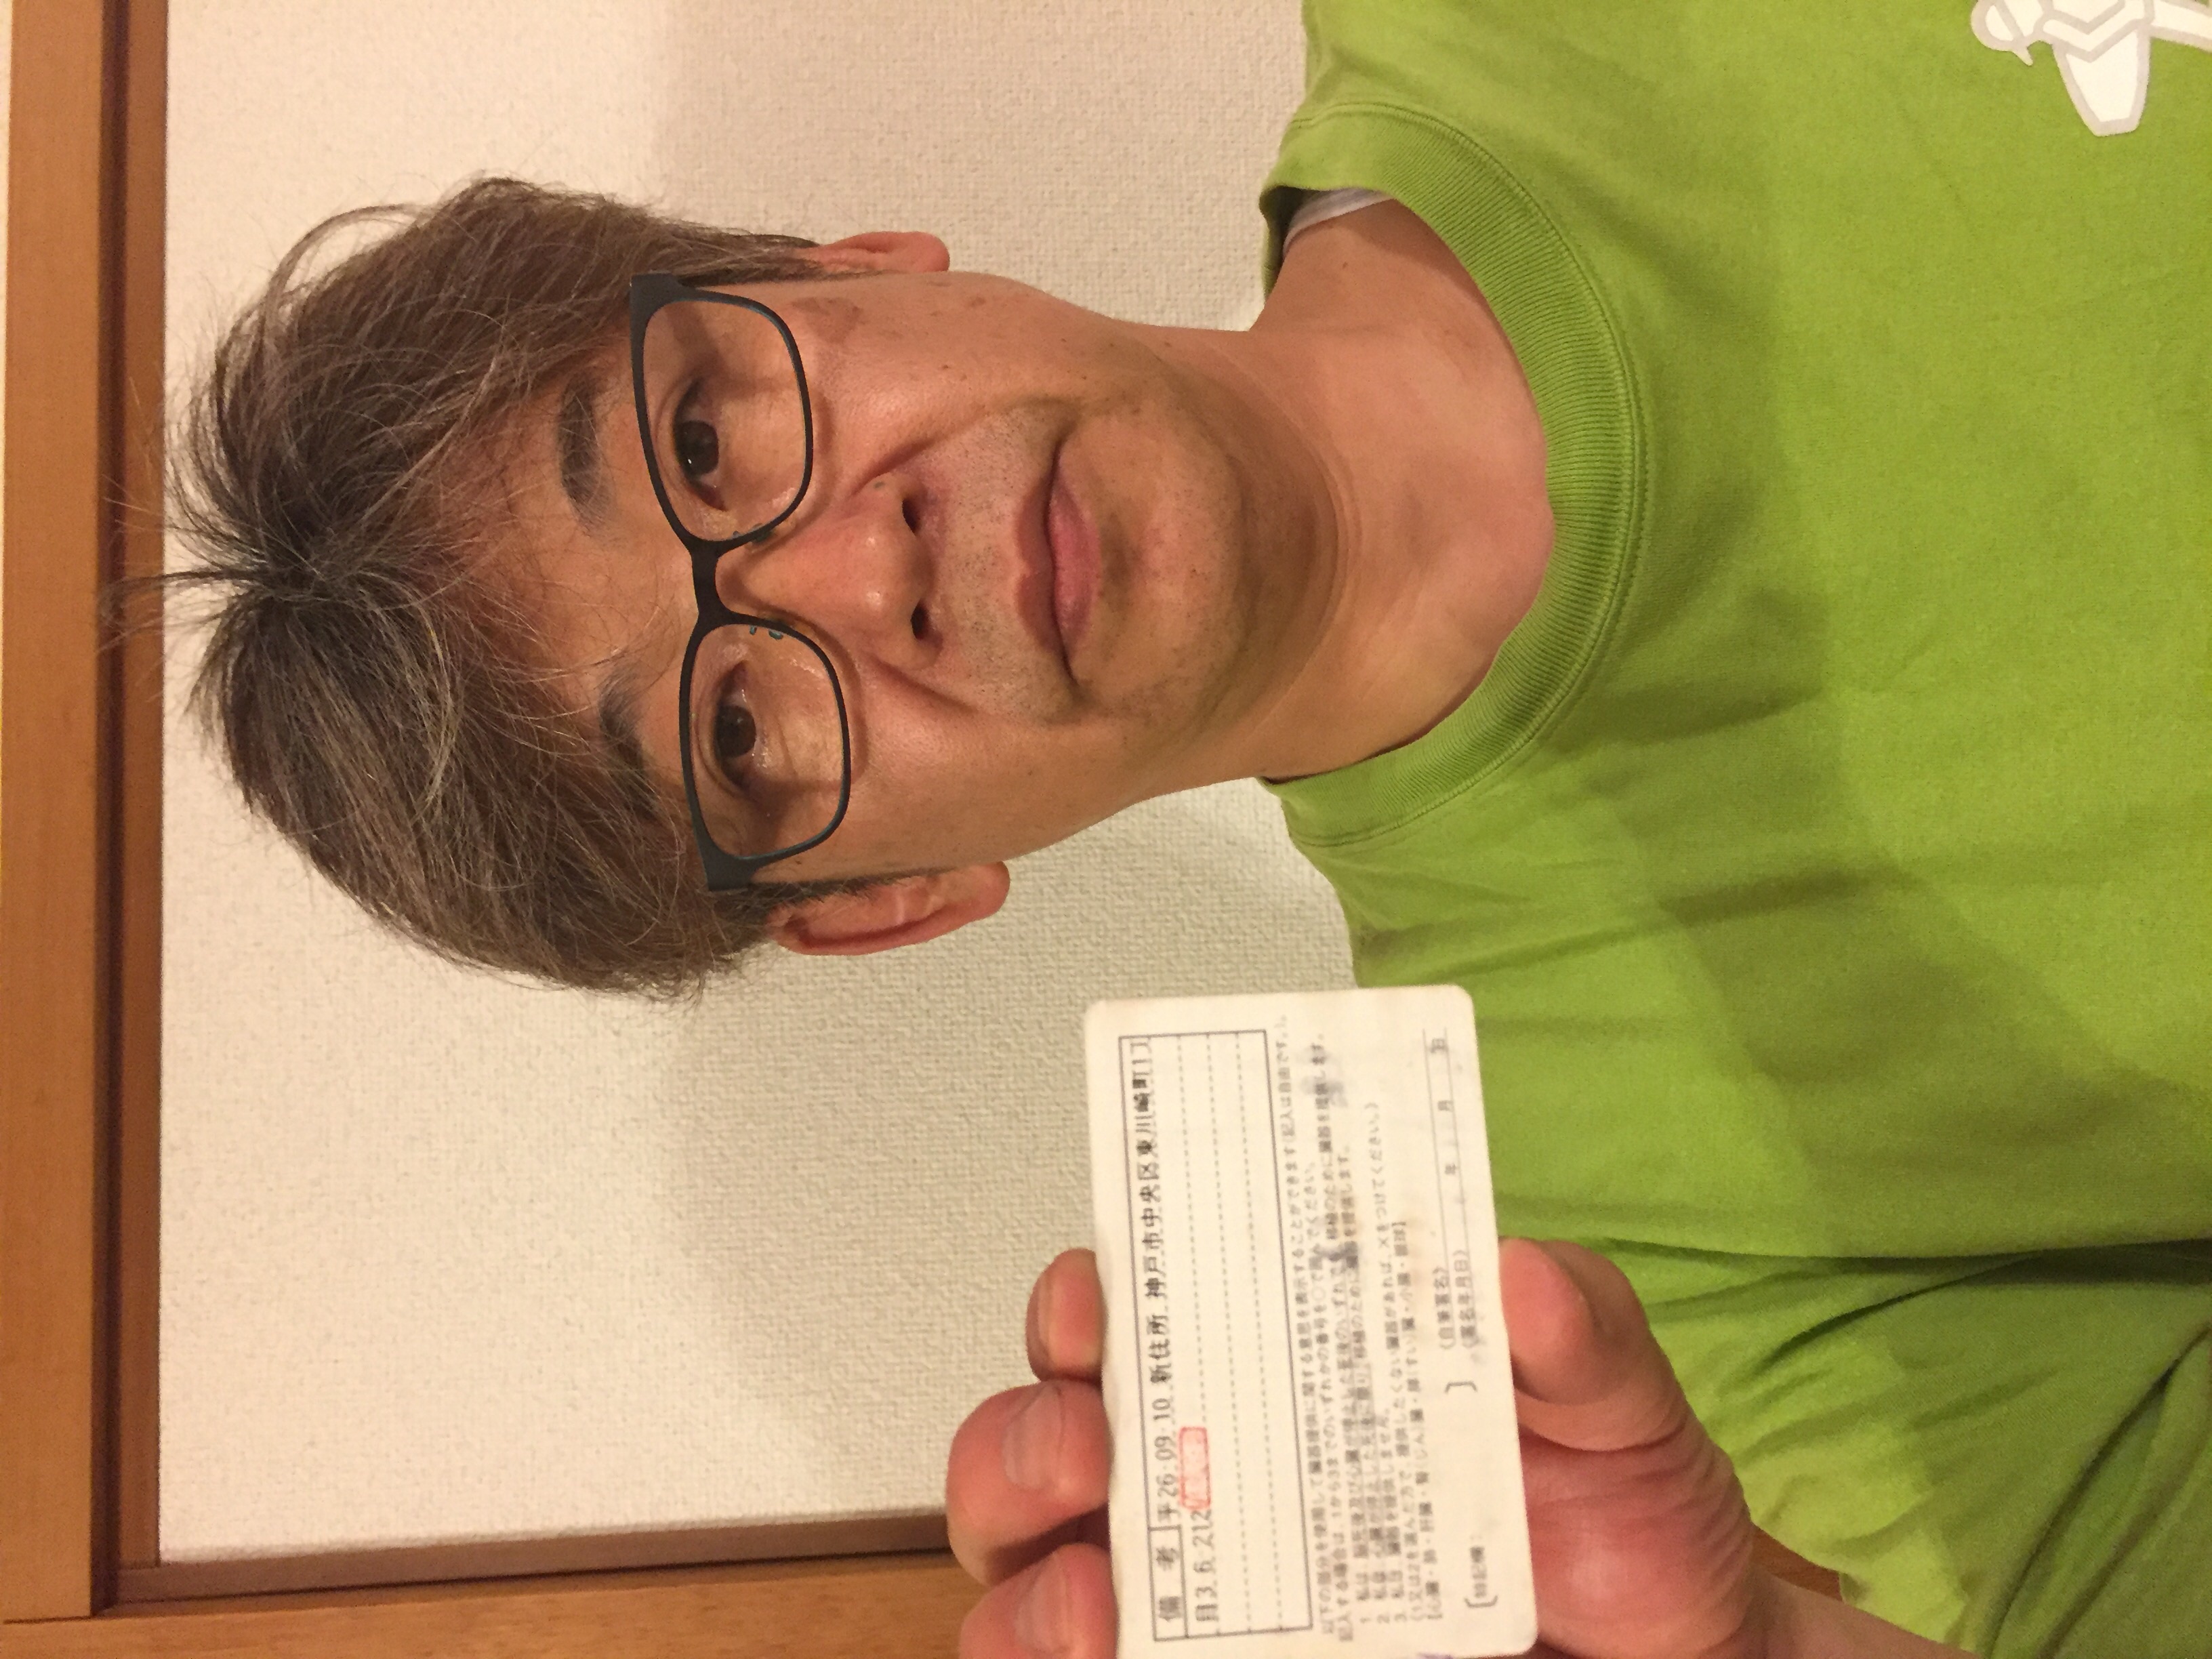 備考 平26.09.10 新住所 神戸市中央区東川崎町1丁
目3 6 212
以下の部分を使用して臓器提供に関する意思を表示することができます(記入は自由です。)。
記入する場合は、1から3までのいずれかの番号を○で囲んでください。
1. 私は、脳死後及び心臓が停止した死後のいずれでも、移植のために臓器を提供します。
2. 私は、心臓が停止した死後に限り、移植のために臓器を提供します。
3. 私は、臓器を提供しません。
《1又は2を選んだ方で、提供したくない臓器があれば、×をつけてください。》
【心臓・肺・肝臓・腎(じん)臓・膵(すい)臓・小腸・眼球】
〔特記欄: 〕
《自筆署名》
《署名年月日》 年 月 日